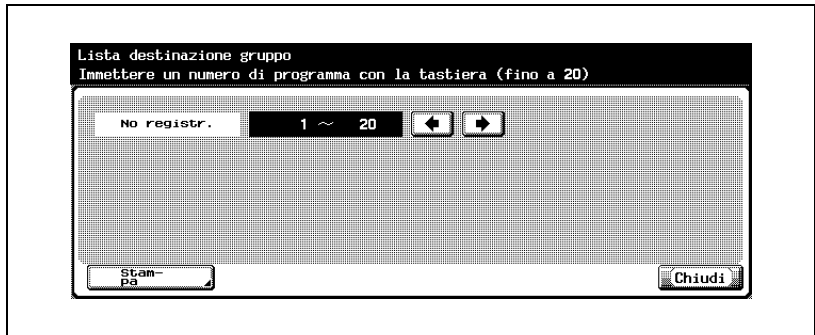 Lista destinazione gruppo
Immettere un numero di programma con la tastiera (fino a 20)
No registr. 1 ~ 20
Stam-
pa
Chiudi